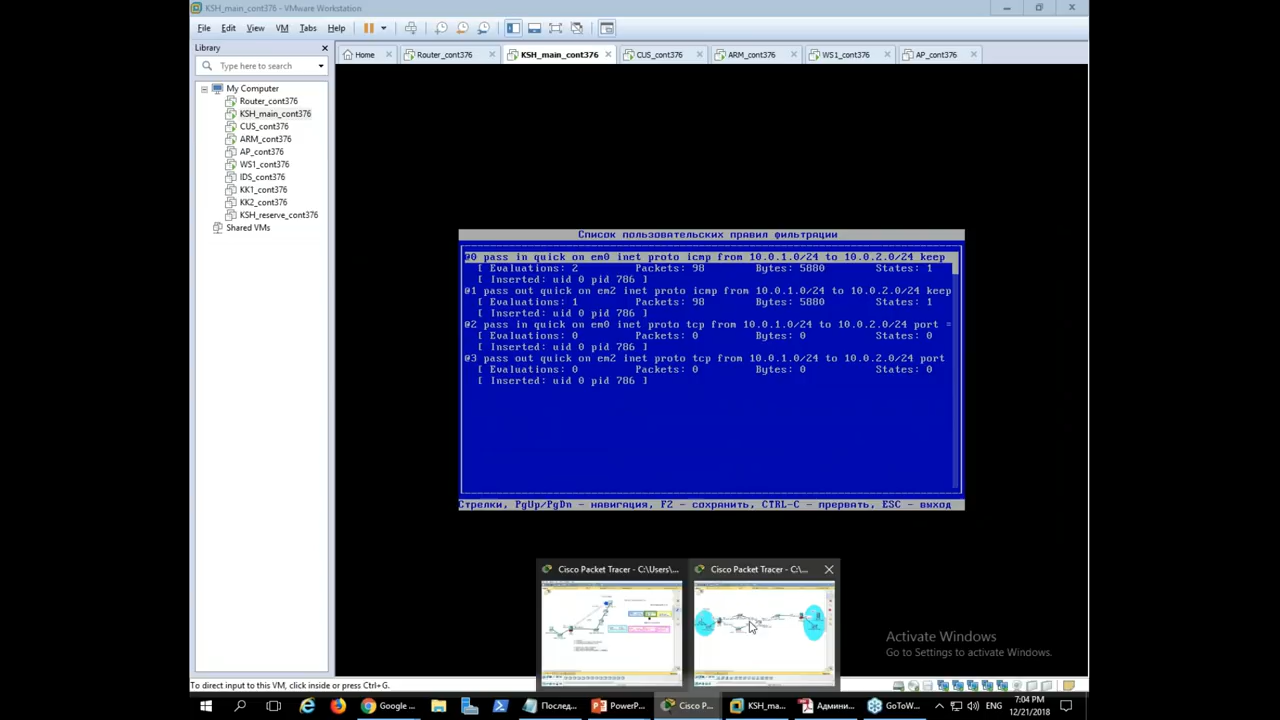 KSH_main_cont376 - VMware Workstation
File Edit View VM Tabs Help
Library
Type here to search
My Computer
Router_cont376
KSH_main_cont376
CUS_cont376
ARM_cont376
AP_cont376
WS1_cont376
IDS_cont376
KK1_cont376
KK2_cont376
KSH_reserve_cont376
Shared VMs
Home Router_cont376 KSH_main_cont376 CUS_cont376 ARM_cont376 WS1_cont376 AP_cont376
Список пользовательских правил фильтрации
@0 pass in quick on em0 inet proto icmp from 10.0.1.0/24 to 10.0.2.0/24 keep
[ Evaluations: 2 Packets: 98 Bytes: 5880 States: 1
[ Inserted: uid 0 pid 786 ]
@1 pass out quick on em2 inet proto icmp from 10.0.1.0/24 to 10.0.2.0/24 keep
[ Evaluations: 1 Packets: 98 Bytes: 5880 States: 1
[ Inserted: uid 0 pid 786 ]
@2 pass in quick on em0 inet proto tcp from 10.0.1.0/24 to 10.0.2.0/24 port =
[ Evaluations: 0 Packets: 0 Bytes: 0 States: 0
[ Inserted: uid 0 pid 786 ]
@3 pass out quick on em2 inet proto tcp from 10.0.1.0/24 to 10.0.2.0/24 port
[ Evaluations: 0 Packets: 0 Bytes: 0 States: 0
[ Inserted: uid 0 pid 786 ]
Стрелки, PgUp/PgDn - навигация, F2 - сохранить, CTRL-C - прервать, ESC - выход
Cisco Packet Tracer - C:\Users\... Cisco Packet Tracer - C:\...
Activate Windows
Go to Settings to activate Windows.
To direct input to this VM, click inside or press Ctrl+G.
Google ... Послед... PowerP... Cisco P... KSH_ma... Админи... GoToW... ENG
7:04 PM
12/21/2018